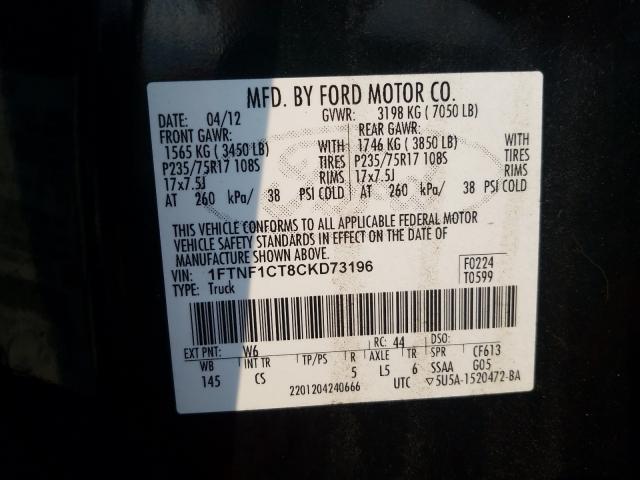 MFD. BY FORD MOTOR CO.
DATE: 04/12 GVWR: 3198 KG ( 7050 LB)
FRONT GAWR: REAR GAWR:
1565 KG ( 3450 LB) WITH 1746 KG ( 3850 LB) WITH
P235/75R17 108S TIRES P235/75R17 108S TIRES
17x7.5J RIMS 17x7.5J RIMS
AT 260 kPa/ 38 PSI COLD AT 260 kPa/ 38 PSI COLD
THIS VEHICLE CONFORMS TO ALL APPLICABLE FEDERAL MOTOR
VEHICLE SAFETY STANDARDS IN EFFECT ON THE DATE OF
MANUFACTURE SHOWN ABOVE.
VIN: 1FTNF1CT8CKD73196 F0224
TYPE: Truck T0599
EXT PNT: W6 RC: 44 DSO:
WB INT TR TP/PS R AXLE TR SPR CF613
145 CS 5 L5 6 SSAA G05
2201204240666 UTC ▽5U5A-1520472-BA